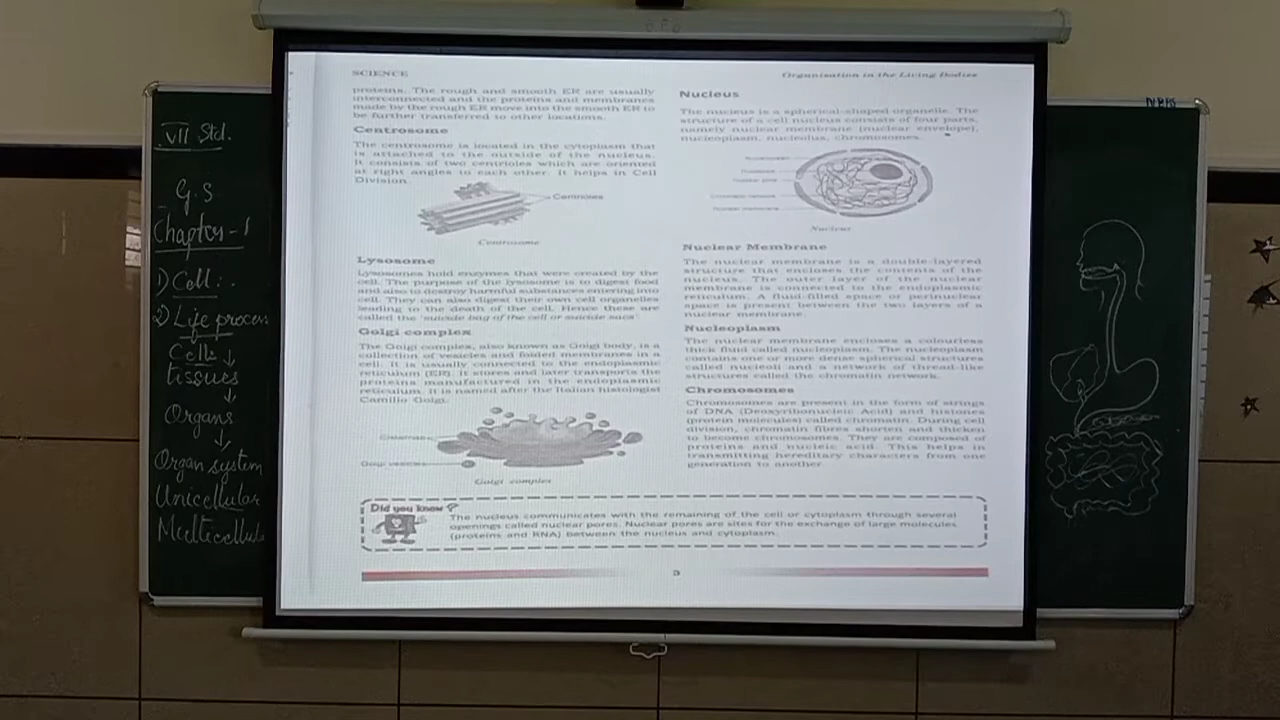 VII Std.
G.S
Chapter-1
1) Cell:.
2) Life process
Cells
tissues
Organs
Organ system
Unicellular
Multicellula
SCIENCE
proteins. The rough and smooth ER are usually
interconnected and the proteins and membranes
made by the rough ER move into the smooth ER to
be further transferred to other locations.
Centrosome
The centrosome is located in the cytoplasm that
is attached to the outside of the nucleus.
It consists of two centrioles which are oriented
at right angles to each other. It helps in Cell
Division.
Centrioles
Centrosome
Lysosome
Lysosomes hold enzymes that were created by the
cell. The purpose of the lysosome is to digest food
and also to destroy harmful substances entering into
cell. They can also digest their own cell organelles
leading to the death of the cell. Hence these are
called the 'suicide bag of the cell or suicide sacs'.
Golgi complex
The Golgi complex, also known as Golgi body, is a
collection of vesicles and folded membranes in a
cell. It is usually connected to the endoplasmic
reticulum (ER). It stores and later transports the
proteins manufactured in the endoplasmic
reticulum. It is named after the Italian histologist
Camillo Golgi.
Cisternae
Golgi vesicles
Golgi complex
Organisation in the Living Bodies
Nucleus
The nucleus is a spherical-shaped organelle. The
structure of a cell nucleus consists of four parts,
namely nuclear membrane (nuclear envelope),
nucleoplasm, nucleolus, chromosomes.
Nucleoplasm
Nucleolus
Nuclear pore
Chromatin network
Nuclear membrane
Nucleus
Nuclear Membrane
The nuclear membrane is a double-layered
structure that encloses the contents of the
nucleus. The outer layer of the nuclear
membrane is connected to the endoplasmic
reticulum. A fluid-filled space or perinuclear
space is present between the two layers of a
nuclear membrane.
Nucleoplasm
The nuclear membrane encloses a colourless
thick fluid called nucleoplasm. The nucleoplasm
contains one or more dense spherical structures
called nucleoli and a network of thread-like
structures called the chromatin network.
Chromosomes
Chromosomes are present in the form of strings
of DNA (Deoxyribonucleic Acid) and histones
(protein molecules) called chromatin. During cell
division, chromatin fibres shorten and thicken
to become chromosomes. They are composed of
proteins and nucleic acid. This helps in
transmitting hereditary characters from one
generation to another.
Did you know ?
The nucleus communicates with the remaining of the cell or cytoplasm through several
openings called nuclear pores. Nuclear pores are sites for the exchange of large molecules
(proteins and RNA) between the nucleus and cytoplasm.
3